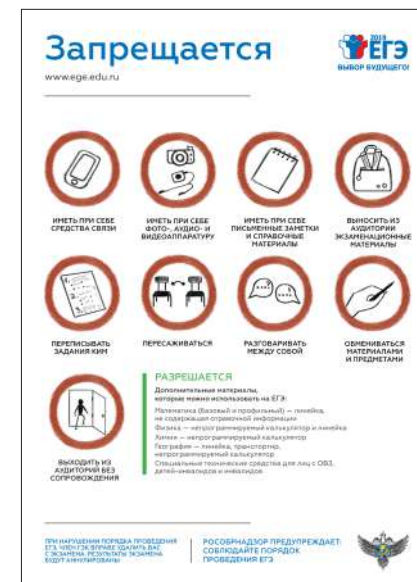 Запрещается
www.ege.edu.ru
2019
ЕГЭ
ВЫБОР БУДУЩЕГО!
ИМЕТЬ ПРИ СЕБЕ
СРЕДСТВА СВЯЗИ
ИМЕТЬ ПРИ СЕБЕ
ФОТО-, АУДИО- И
ВИДЕОАППАРАТУРУ
ИМЕТЬ ПРИ СЕБЕ
ПИСЬМЕННЫЕ ЗАМЕТКИ
И СПРАВОЧНЫЕ
МАТЕРИАЛЫ
ВЫНОСИТЬ ИЗ
АУДИТОРИИ
ЭКЗАМЕНАЦИОННЫЕ
МАТЕРИАЛЫ
ПЕРЕПИСЫВАТЬ
ЗАДАНИЯ КИМ
ПЕРЕСАЖИВАТЬСЯ
РАЗГОВАРИВАТЬ
МЕЖДУ СОБОЙ
ОБМЕНИВАТЬСЯ
МАТЕРИАЛАМИ
И ПРЕДМЕТАМИ
ВЫХОДИТЬ ИЗ
АУДИТОРИЙ БЕЗ
СОПРОВОЖДЕНИЯ
РАЗРЕШАЕТСЯ
Дополнительные материалы,
которые можно использовать на ЕГЭ:
Математика (базовый и профильный) — линейка,
не содержащая справочной информации
Физика — непрограммируемый калькулятор и линейка
Химия — непрограммируемый калькулятор
География — линейка, транспортир,
непрограммируемый калькулятор
Специальные технические средства для лиц с ОВЗ,
детей-инвалидов и инвалидов
ПРИ НАРУШЕНИИ ПОРЯДКА ПРОВЕДЕНИЯ
ЕГЭ, ЧЛЕН ГЭК ВПРАВЕ УДАЛИТЬ ВАС
С ЭКЗАМЕНА. РЕЗУЛЬТАТЫ ЭКЗАМЕНА
БУДУТ АННУЛИРОВАНЫ
РОСОБРНАДЗОР ПРЕДУПРЕЖДАЕТ:
СОБЛЮДАЙТЕ ПОРЯДОК
ПРОВЕДЕНИЯ ЕГЭ